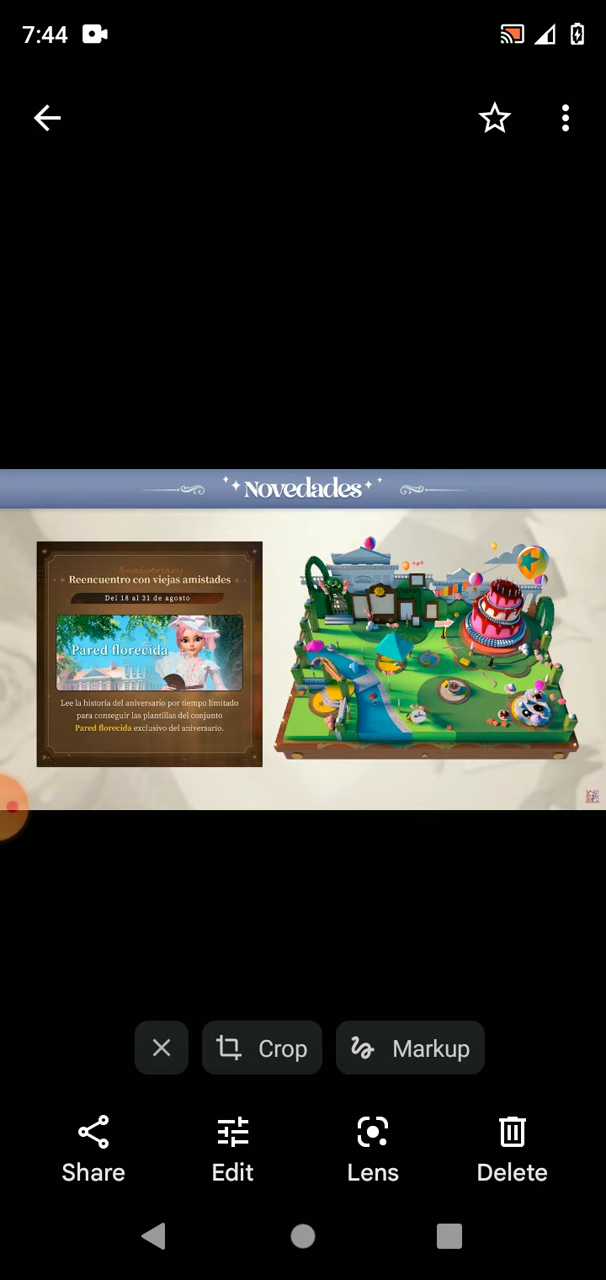 7:44
Novedades
Anniversary
Reencuentro con viejas amistades
Del 18 al 31 de agosto
Pared florecida
Lee la historia del aniversario por tiempo limitado
para conseguir las plantillas del conjunto
Pared florecida exclusivo del aniversario.
Crop
Markup
Share
Edit
Lens
Delete